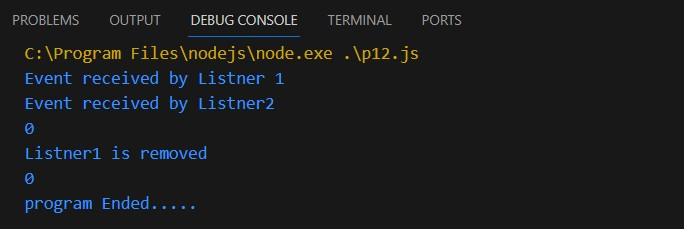 PROBLEMS OUTPUT DEBUG CONSOLE TERMINAL PORTS
C:\Program Files\nodejs\node.exe .\p12.js
Event received by Listner 1
Event received by Listner2
0
Listner1 is removed
0
program Ended.....